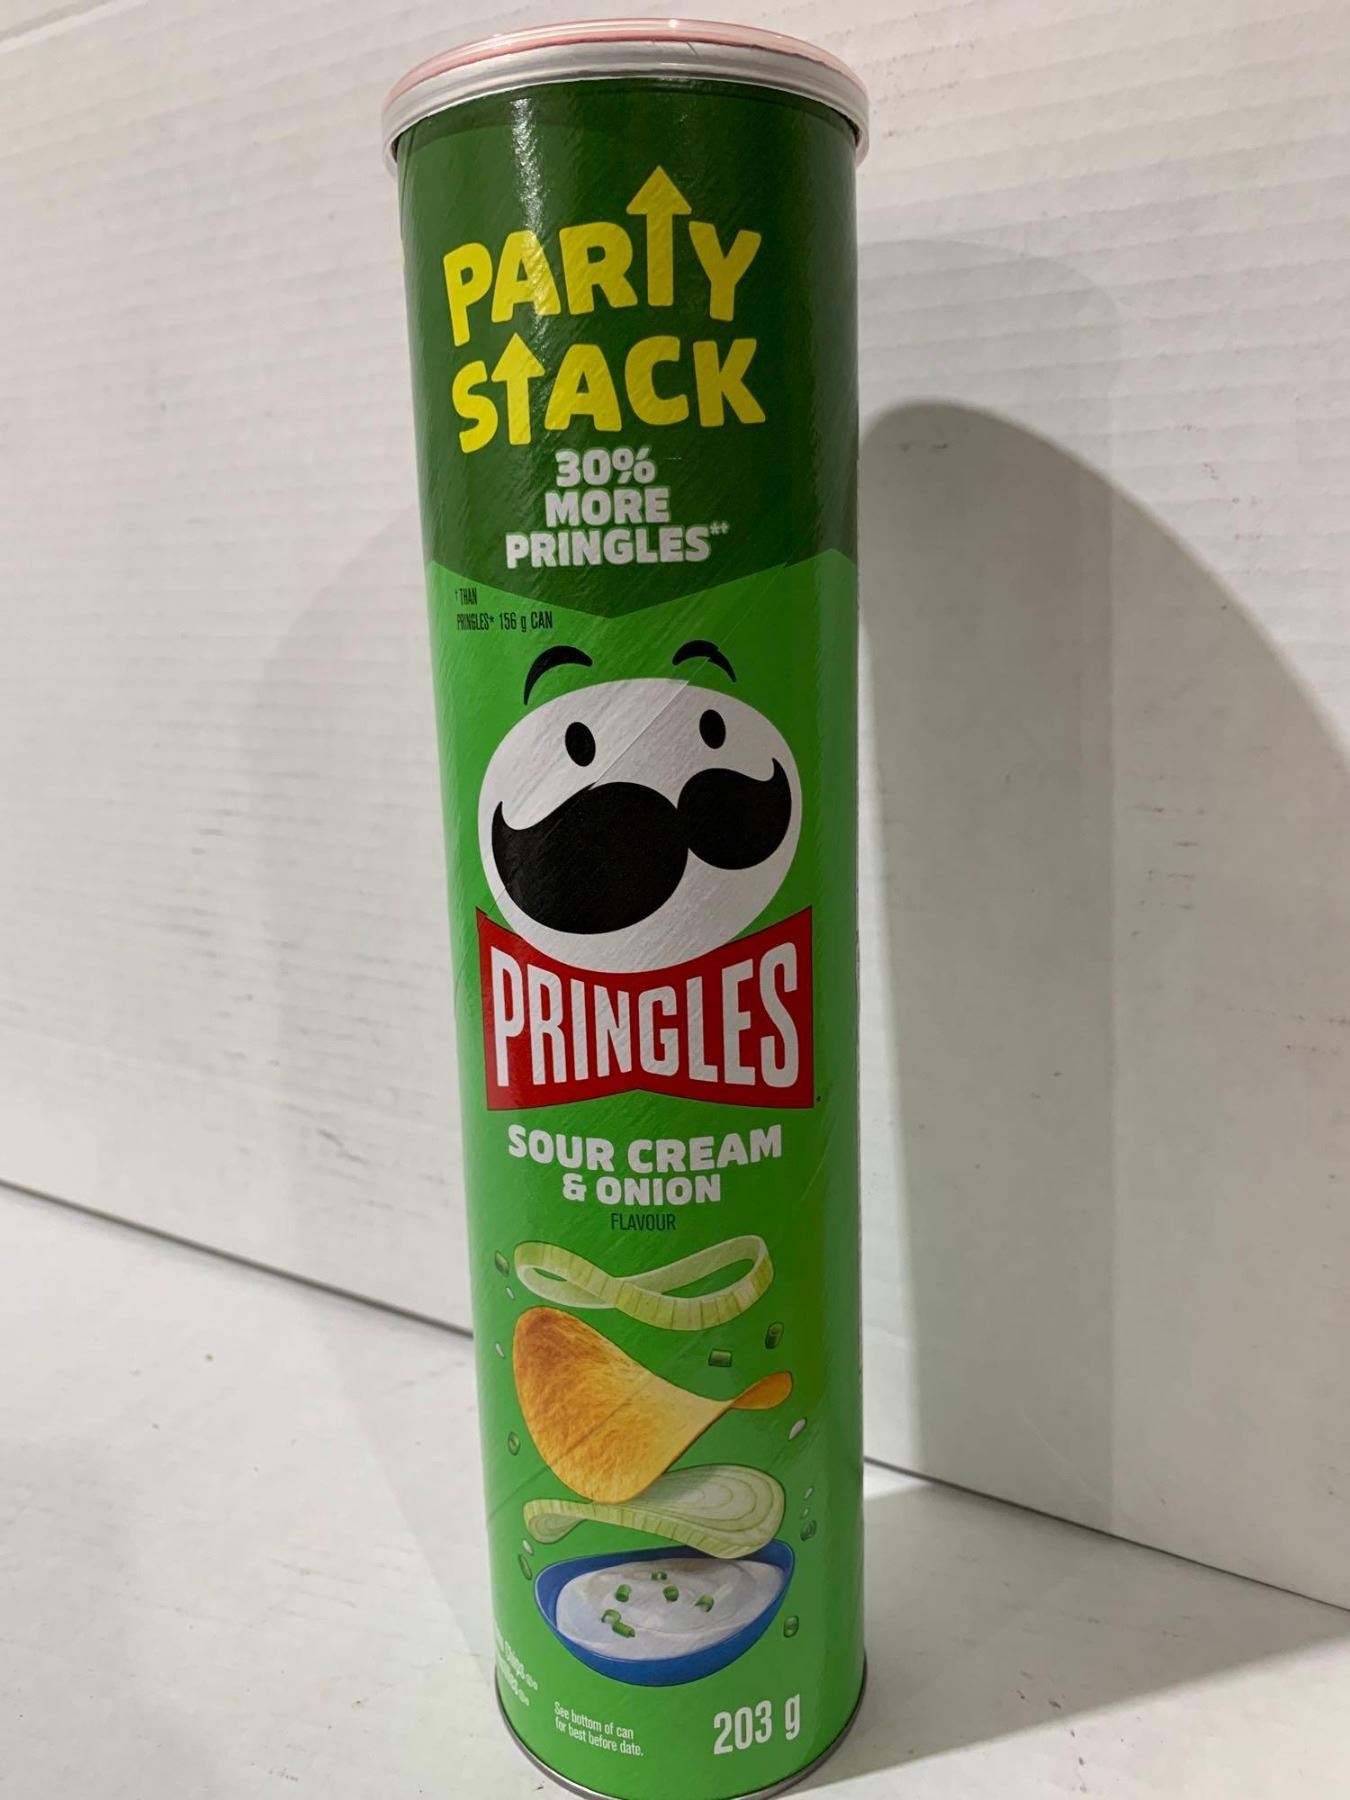 PARTY
STACK
30%
MORE
PRINGLES**
† THAN
PRINGLES* 156 g CAN
PRINGLES
SOUR CREAM
& ONION
FLAVOUR
Chips
See bottom of can
for best before date.
203 g